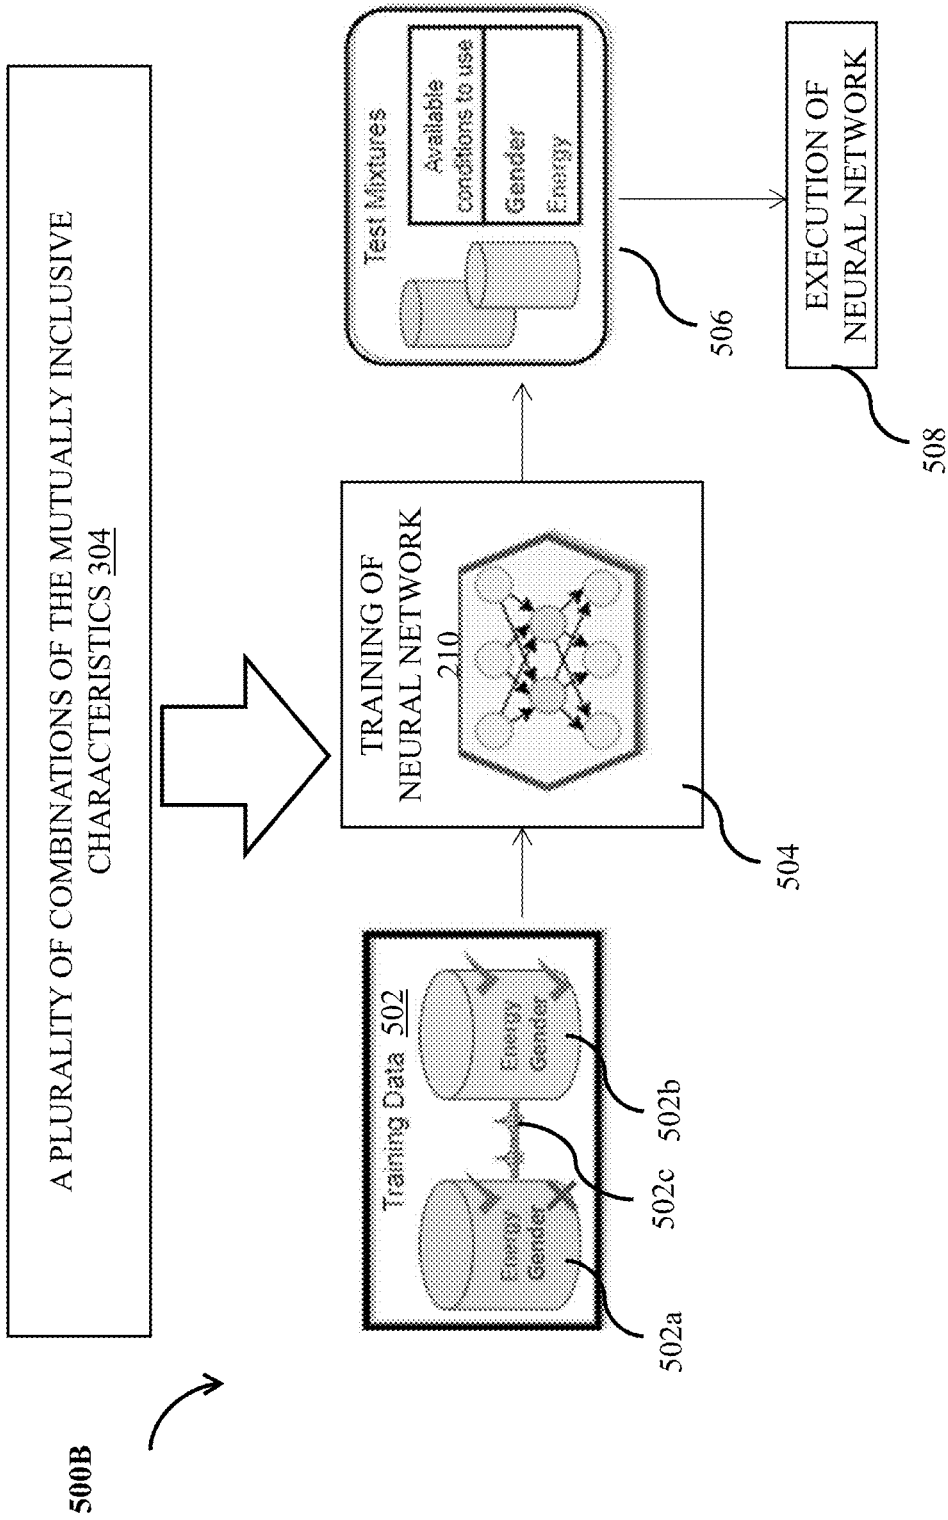 500B
A PLURALITY OF COMBINATIONS OF THE MUTUALLY INCLUSIVE
CHARACTERISTICS 304
Training Data 502
Energy
Gender
Energy
Gender
502a
502c
502b
TRAINING OF
NEURAL NETWORK
210
504
Test Mixtures
Available
conditions to use
Gender
Energy
506
EXECUTION OF
NEURAL NETWORK
508